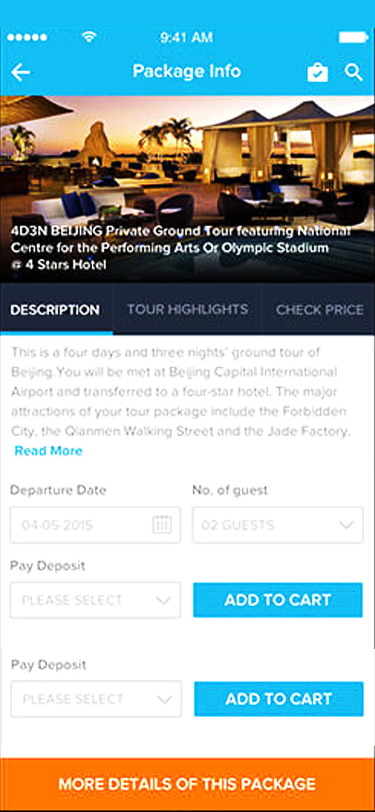 9:41 AM
Package Info
4D3N BEIJING Private Ground Tour featuring National
Centre for the Performing Arts Or Olympic Stadium
@ 4 Stars Hotel
DESCRIPTION
TOUR HIGHLIGHTS
CHECK PRICE
This is a four days and three nights' ground tour of
Beijing.You will be met at Beijing Capital International
Airport and transferred to a four-star hotel. The major
attractions of your tour package include the Forbidden
City, the Qianmen Walking Street and the Jade Factory.
Read More
Departure Date
No. of guest
04-05-2015
02 GUESTS
Pay Deposit
PLEASE SELECT
ADD TO CART
Pay Deposit
PLEASE SELECT
ADD TO CART
MORE DETAILS OF THIS PACKAGE